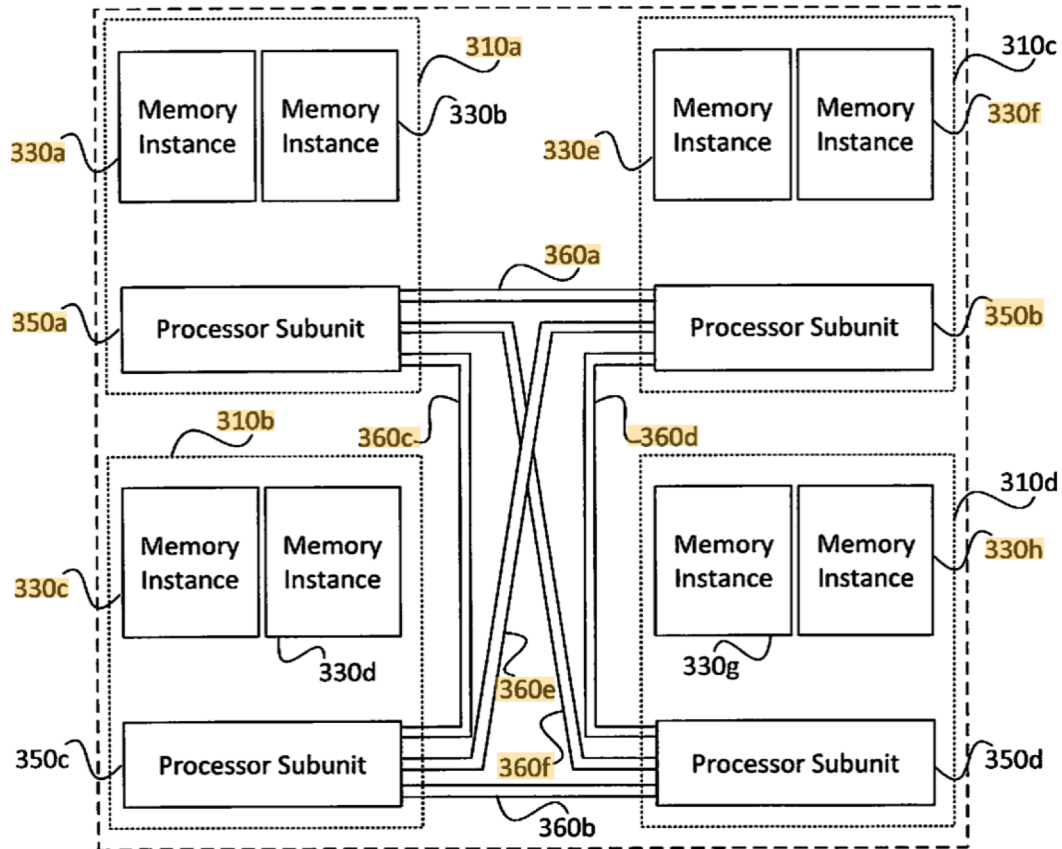 310a
310c
Memory Instance
Memory Instance
330b
330a
Memory Instance
Memory Instance
330f
330e
360a
350a
Processor Subunit
Processor Subunit
350b
310b
360c
360d
310d
Memory Instance
Memory Instance
330c
330d
Memory Instance
Memory Instance
330h
330g
360e
350c
Processor Subunit
360f
Processor Subunit
350d
360b